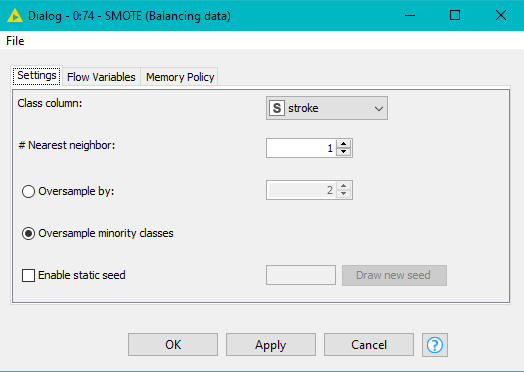 Dialog - 0:74 - SMOTE (Balancing data)
File
Settings Flow Variables Memory Policy
Class column: S stroke
# Nearest neighbor: 1
Oversample by: 2
Oversample minority classes
Enable static seed Draw new seed
OK Apply Cancel ?